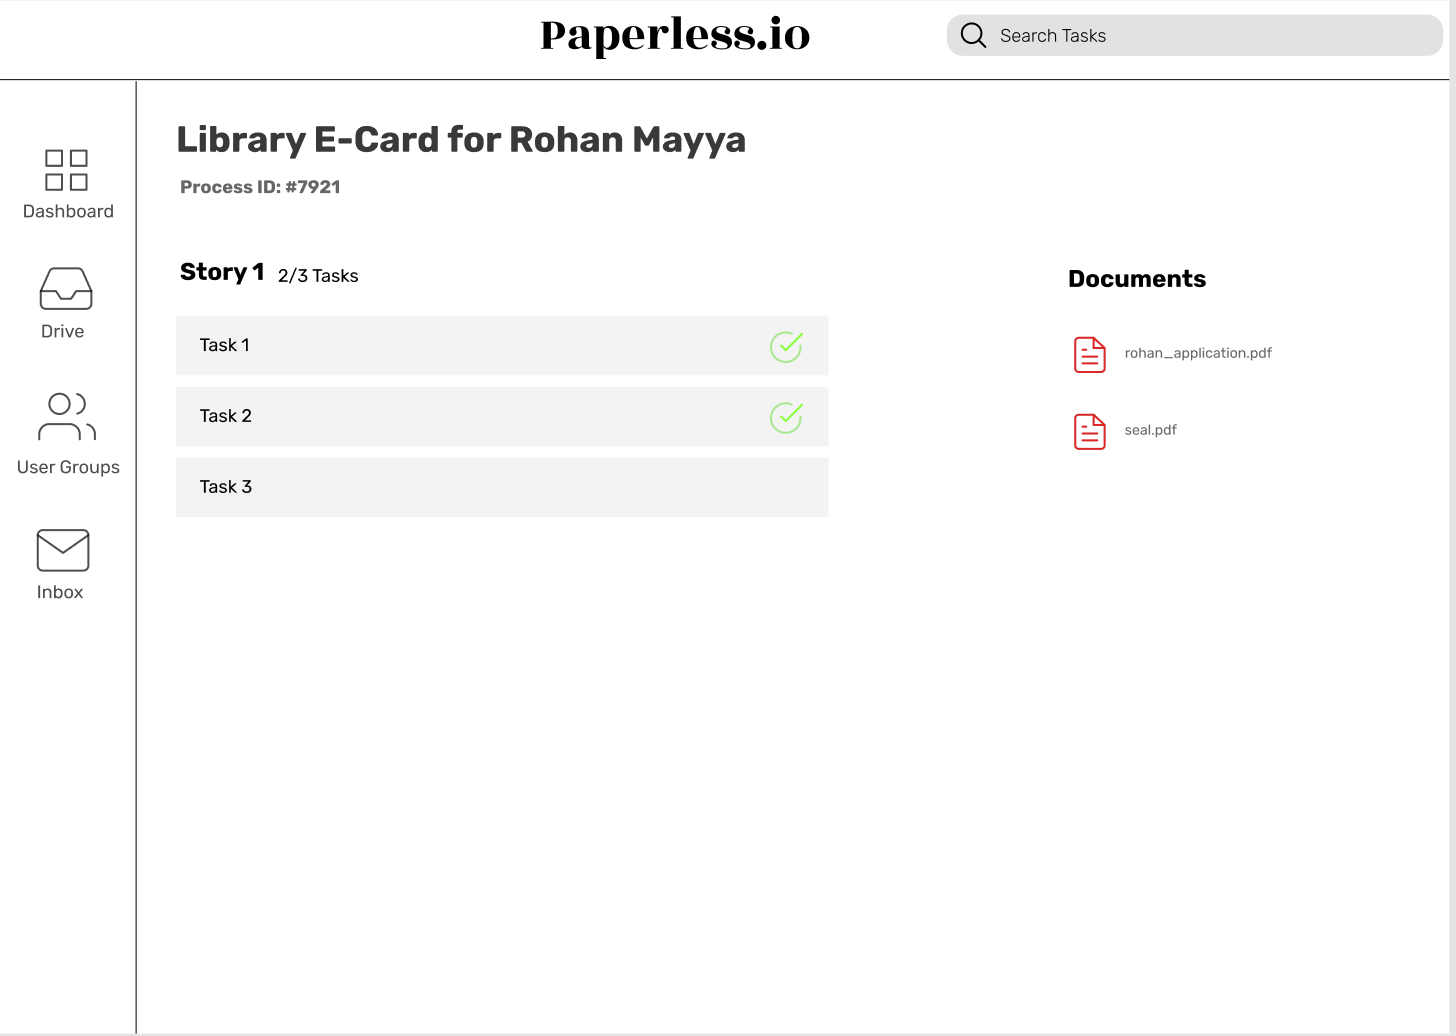 Paperless.io
Search Tasks
Dashboard
Drive
User Groups
Inbox
Library E-Card for Rohan Mayya
Process ID: #7921
Story 1 2/3 Tasks
Task 1
Task 2
Task 3
Documents
rohan_application.pdf
seal.pdf